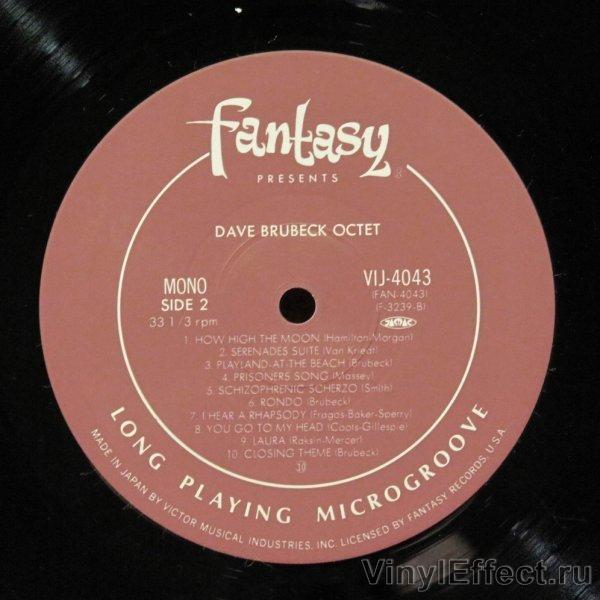 fantasy
PRESENTS
DAVE BRUBECK OCTET
MONO
SIDE 2
33 1/3 rpm
VIJ-4043
(FAN-4043)
(F-3239-B)
JASRAC
1. HOW HIGH THE MOON (Hamilton-Morgan)
2. SERENADES SUITE (Van Kriedt)
3. PLAYLAND-AT-THE BEACH (Brubeck)
4. PRISONERS SONG (Massey)
5. SCHIZOPHRENIC SCHERZO (Smith)
6. RONDO (Brubeck)
7. I HEAR A RHAPSODY (Fragos-Baker-Sperry)
8. YOU GO TO MY HEAD (Coots-Gillespie)
9. LAURA (Raksin-Mercer)
10. CLOSING THEME (Brubeck)
LONG PLAYING MICROGROOVE
MADE IN JAPAN BY VICTOR MUSICAL INDUSTRIES, INC. LICENSED BY FANTASY RECORDS, U.S.A.
VinylEffect.ru